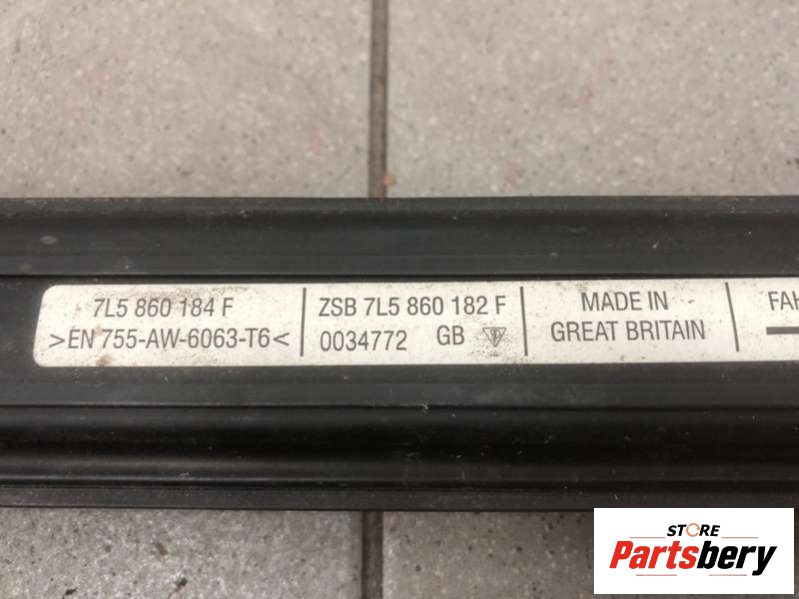 7L5 860 184 F
>EN 755-AW-6063-T6<
ZSB 7L5 860 182 F
0034772 GB
MADE IN
GREAT BRITAIN
FAH
STORE
Partsbery